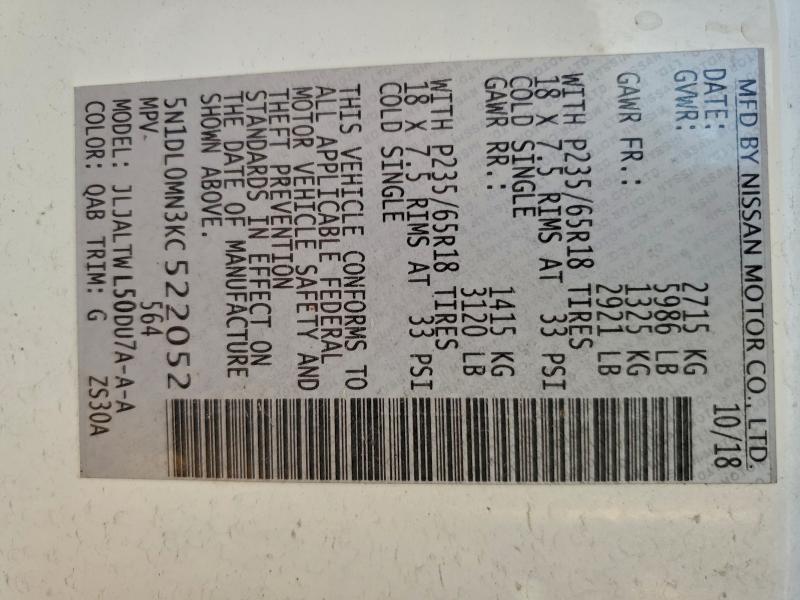 MFD BY NISSAN MOTOR CO., LTD.
DATE: 10/18
GVWR: 2715 KG
5986 LB
GAWR FR.: 1325 KG
2921 LB
WITH P235/65R18 TIRES
18 X 7.5 RIMS AT 33 PSI
COLD SINGLE
GAWR RR.: 1415 KG
3120 LB
WITH P235/65R18 TIRES
18 X 7.5 RIMS AT 33 PSI
COLD SINGLE
THIS VEHICLE CONFORMS TO
ALL APPLICABLE FEDERAL
MOTOR VEHICLE SAFETY AND
THEFT PREVENTION
STANDARDS IN EFFECT ON
THE DATE OF MANUFACTURE
SHOWN ABOVE.
5N1DL0MN3KC522052
MPV 564
MODEL: JLJALTWL50DU7A-A-A
COLOR: QAB TRIM: G ZS30A